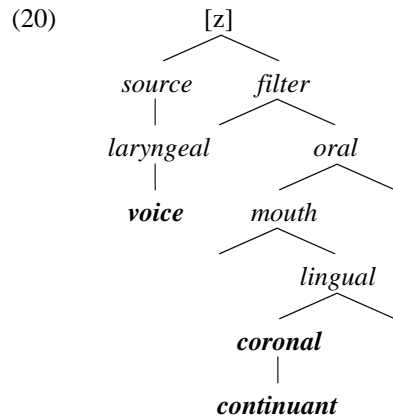 (20) [z]
source filter
laryngeal oral
voice mouth
lingual
coronal
continuant